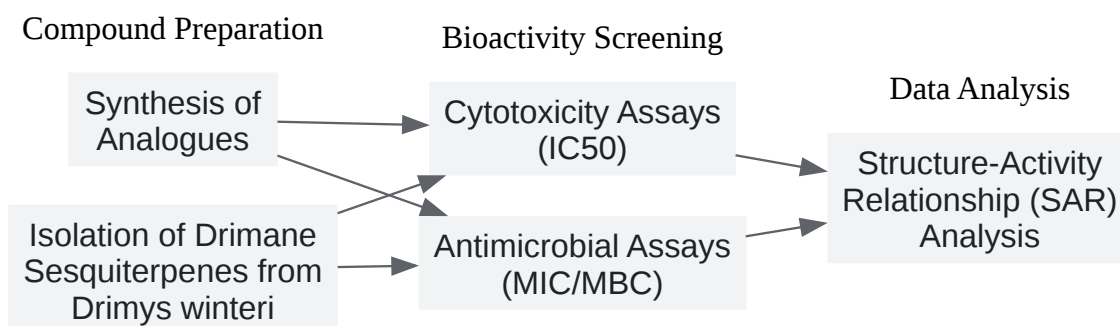 Compound Preparation
Synthesis of
Analogues
Isolation of Drimane
Sesquiterpenes from
Drimys winteri
Bioactivity Screening
Cytotoxicity Assays
(IC50)
Antimicrobial Assays
(MIC/MBC)
Data Analysis
Structure-Activity
Relationship (SAR)
Analysis